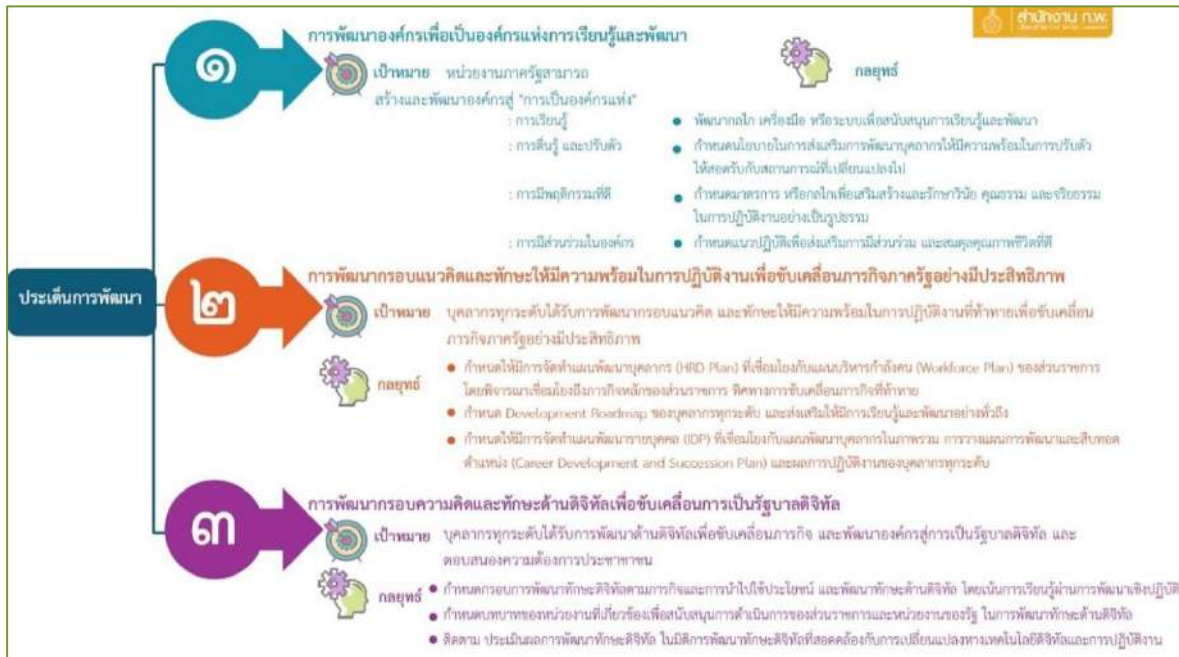 สำนักงาน ก.พ.
๑
การพัฒนาองค์กรเพื่อเป็นองค์กรแห่งการเรียนรู้และพัฒนา
เป้าหมาย หน่วยงานภาครัฐสามารถ
สร้างและพัฒนาองค์กรสู่ "การเป็นองค์กรแห่ง"
กลยุทธ์
: การเรียนรู้
● พัฒนากลไก เครื่องมือ หรือระบบเพื่อสนับสนุนการเรียนรู้และพัฒนา
: การตื่นรู้ และปรับตัว
● กำหนดนโยบายในการส่งเสริมการพัฒนาบุคลากรให้มีความพร้อมในการปรับตัว
ให้สอดรับกับสถานการณ์ที่เปลี่ยนแปลงไป
: การมีพฤติกรรมที่ดี
● กำหนดมาตรการ หรือกลไกเพื่อเสริมสร้างและรักษาวินัย คุณธรรม และจริยธรรม
ในการปฏิบัติงานอย่างเป็นรูปธรรม
: การมีส่วนร่วมในองค์กร
● กำหนดแนวปฏิบัติเพื่อส่งเสริมการมีส่วนร่วม และสมดุลคุณภาพชีวิตที่ดี
ประเด็นการพัฒนา
๒
การพัฒนากรอบแนวคิดและทักษะให้มีความพร้อมในการปฏิบัติงานเพื่อขับเคลื่อนภารกิจภาครัฐอย่างมีประสิทธิภาพ
เป้าหมาย บุคลากรทุกระดับได้รับการพัฒนากรอบแนวคิด และทักษะให้มีความพร้อมในการปฏิบัติงานที่ท้าทายเพื่อขับเคลื่อน
ภารกิจภาครัฐอย่างมีประสิทธิภาพ
กลยุทธ์
● กำหนดให้มีการจัดทำแผนพัฒนาบุคลากร (HRD Plan) ที่เชื่อมโยงกับแผนบริหารกำลังคน (Workforce Plan) ของส่วนราชการ
โดยพิจารณาเชื่อมโยงถึงภารกิจหลักของส่วนราชการ ทิศทางการขับเคลื่อนภารกิจที่ท้าทาย
● กำหนด Development Roadmap ของบุคลากรทุกระดับ และส่งเสริมให้มีการเรียนรู้และพัฒนาอย่างทั่วถึง
● กำหนดให้มีการจัดทำแผนพัฒนารายบุคคล (IDP) ที่เชื่อมโยงกับแผนพัฒนาบุคลากรในภาพรวม การวางแผนการพัฒนาและสืบทอด
ตำแหน่ง (Career Development and Succession Plan) และผลการปฏิบัติงานของบุคลากรทุกระดับ
๓
การพัฒนากรอบความคิดและทักษะด้านดิจิทัลเพื่อขับเคลื่อนการเป็นรัฐบาลดิจิทัล
เป้าหมาย บุคลากรทุกระดับได้รับการพัฒนาด้านดิจิทัลเพื่อขับเคลื่อนภารกิจ และพัฒนาองค์กรสู่การเป็นรัฐบาลดิจิทัล และ
ตอบสนองความต้องการประชาชาชน
กลยุทธ์
● กำหนดกรอบการพัฒนาทักษะดิจิทัลตามภารกิจและการนำไปใช้ประโยชน์ และพัฒนาทักษะด้านดิจิทัล โดยเน้นการเรียนรู้ผ่านการพัฒนาเชิงปฏิบัติ
● กำหนดบทบาทของหน่วยงานที่เกี่ยวข้องเพื่อสนับสนุนการดำเนินการของส่วนราชการและหน่วยงานของรัฐ ในการพัฒนาทักษะด้านดิจิทัล
● ติดตาม ประเมินผลการพัฒนาทักษะดิจิทัล ในมิติการพัฒนาทักษะดิจิทัลที่สอดคล้องกับการเปลี่ยนแปลงทางเทคโนโลยีดิจิทัลและการปฏิบัติงาน